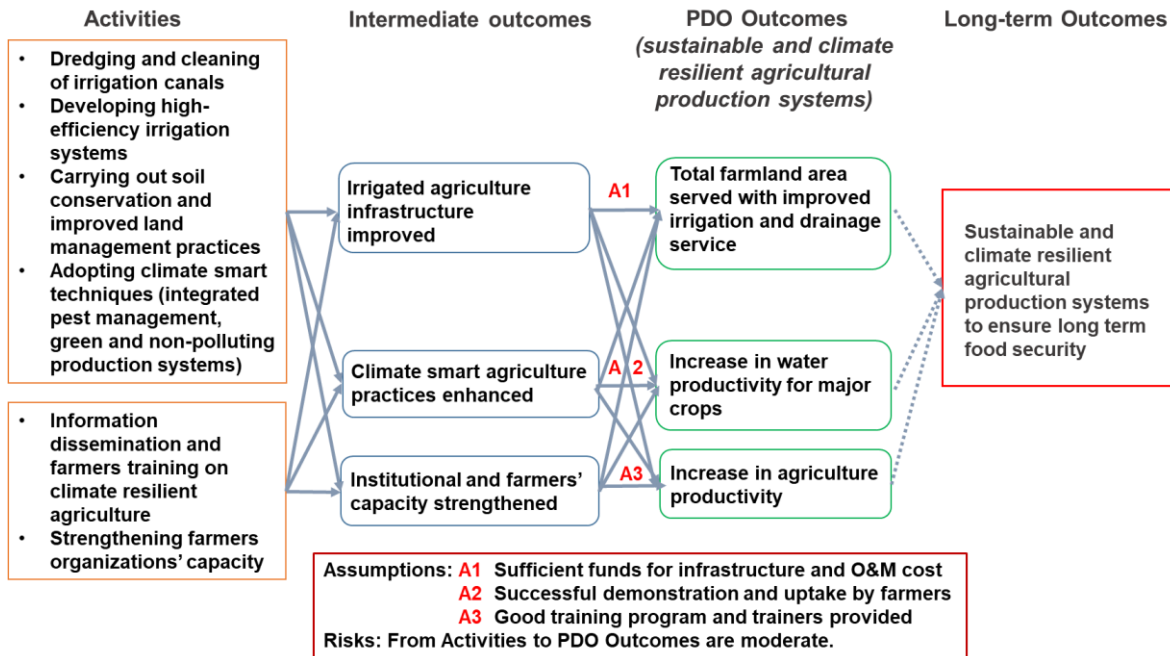 Activities
Intermediate outcomes
PDO Outcomes
(sustainable and climate
resilient agricultural
production systems)
Long-term Outcomes
• Dredging and cleaning
of irrigation canals
• Developing high-
efficiency irrigation
systems
• Carrying out soil
conservation and
improved land
management practices
• Adopting climate smart
techniques (integrated
pest management,
green and non-polluting
production systems)
• Information
dissemination and
farmers training on
climate resilient
agriculture
• Strengthening farmers
organizations' capacity
Irrigated agriculture
infrastructure
improved
Climate smart agriculture
practices enhanced
Institutional and farmers'
capacity strengthened
A1
A 2
A3
Total farmland area
served with improved
irrigation and drainage
service
Increase in water
productivity for major
crops
Increase in agriculture
productivity
Sustainable and
climate resilient
agricultural
production systems
to ensure long term
food security
Assumptions: A1 Sufficient funds for infrastructure and O&M cost
A2 Successful demonstration and uptake by farmers
A3 Good training program and trainers provided
Risks: From Activities to PDO Outcomes are moderate.